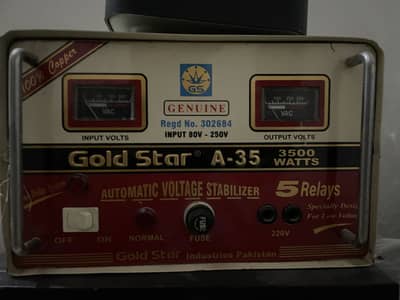 100% Copper
GS
GENUINE
Regd No. 302684
INPUT 80V - 250V
VAC
VAC
INPUT VOLTS
OUTPUT VOLTS
Gold Star® A-35 3500 WATTS
AUTOMATIC VOLTAGE STABILIZER
5 Relays
Specially
For Low
OFF
ON
NORMAL
FUSE
FUSE
220V
Gold Star Industries Pakistan